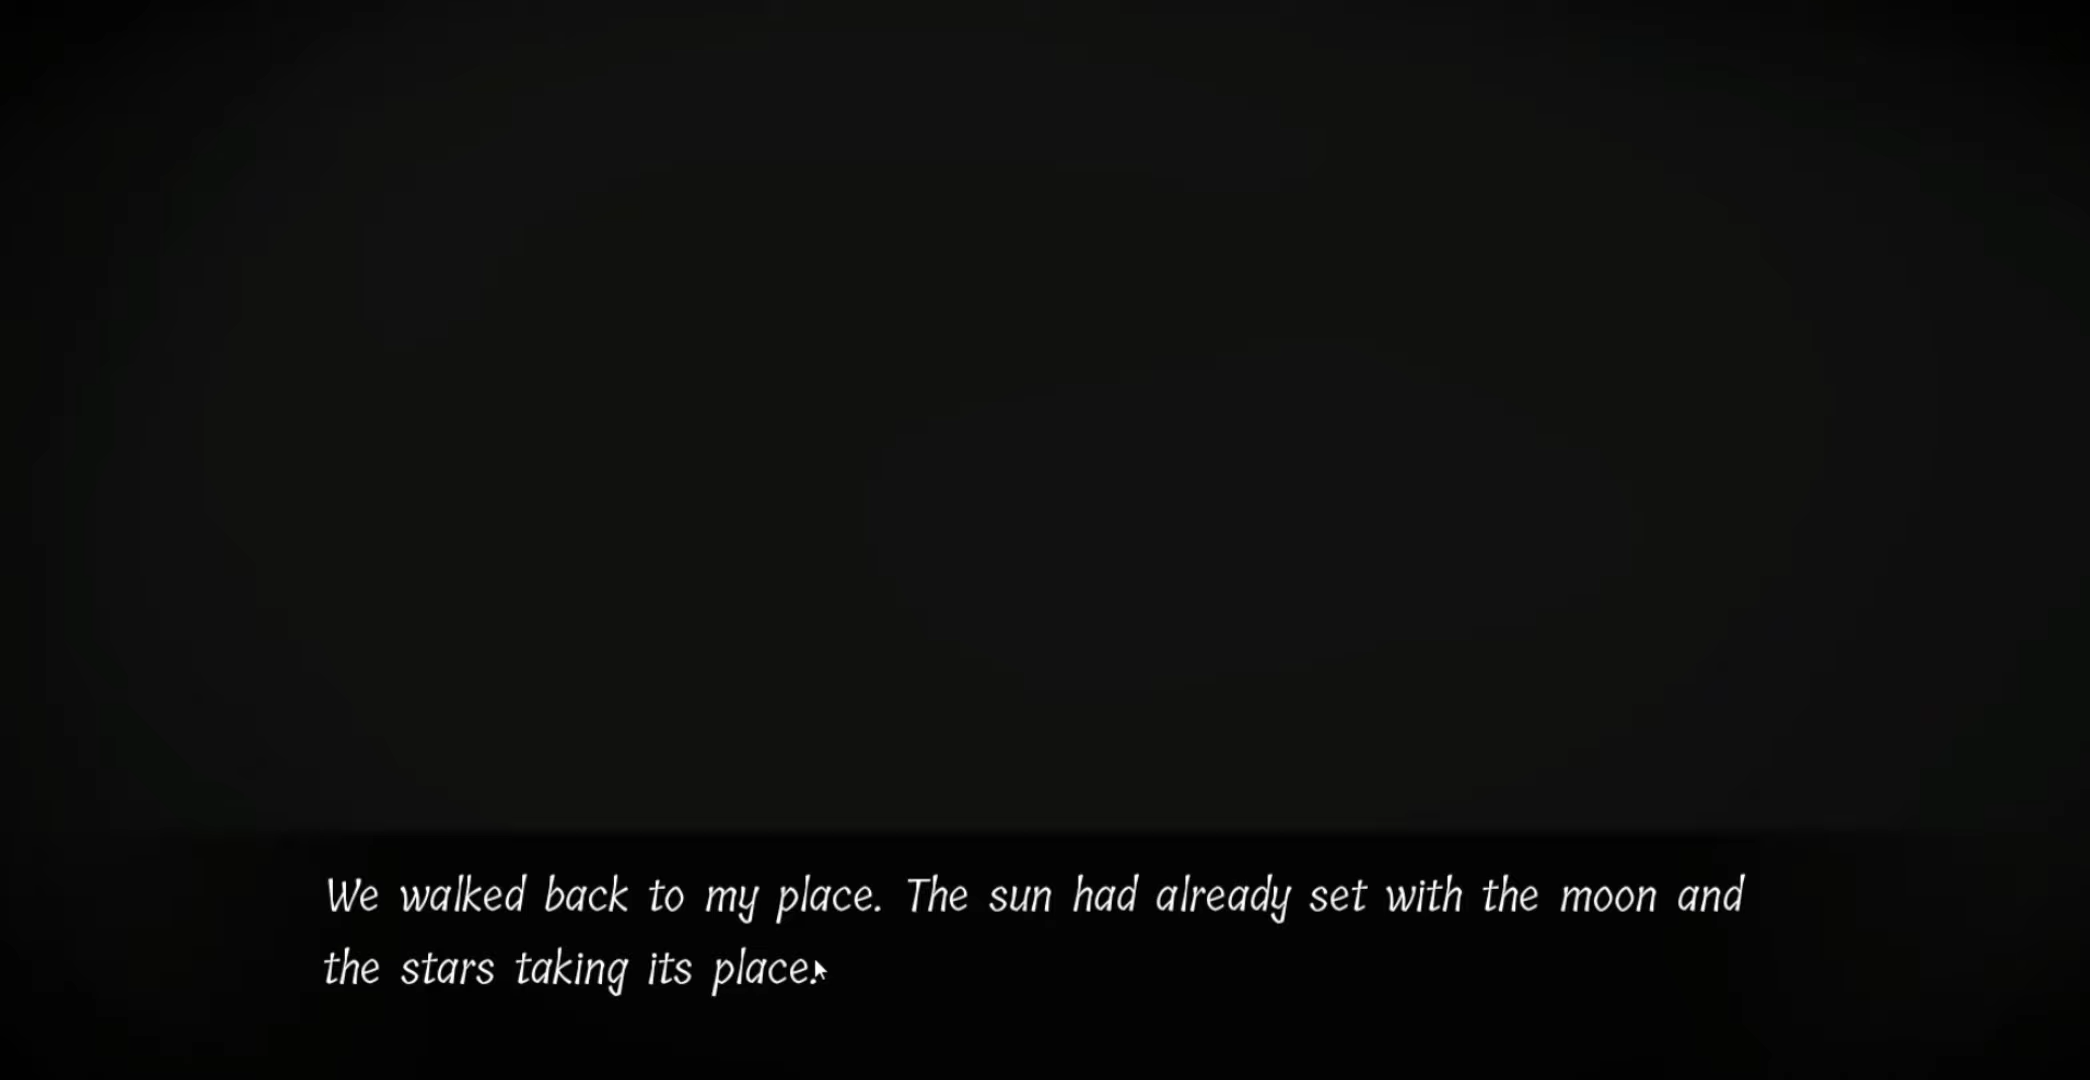 We walked back to my place. The sun had already set with the moon and
the stars taking its place.